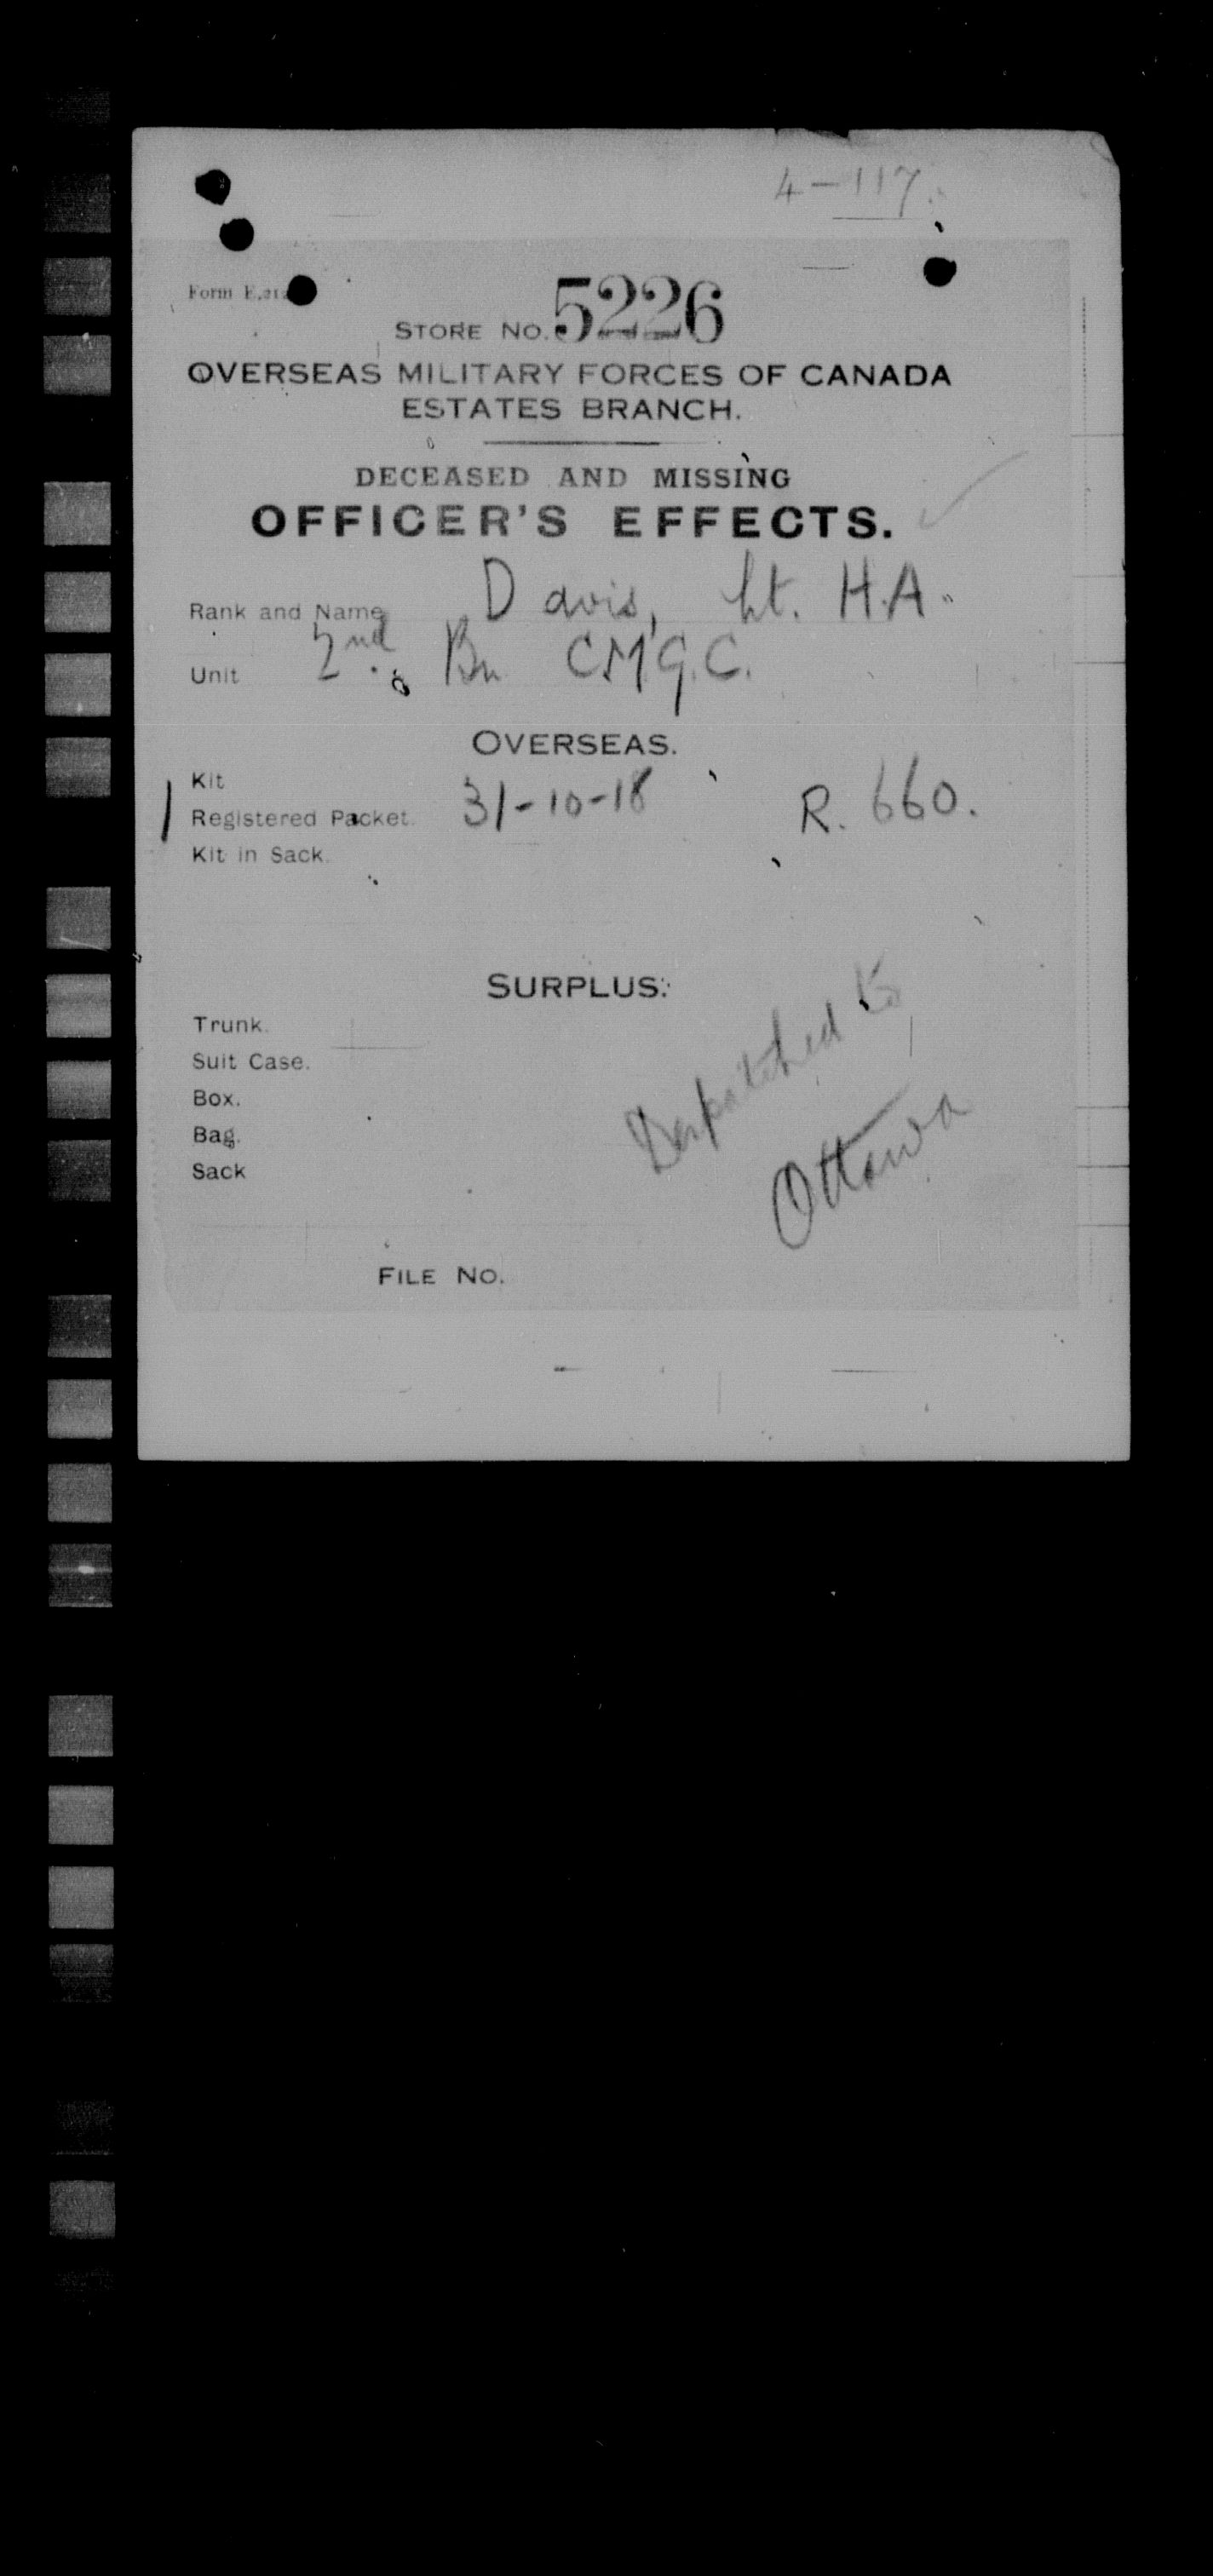 4-117.
Form E.
STORE NO. 5226
OVERSEAS MILITARY FORCES OF CANADA
ESTATES BRANCH.
DECEASED AND MISSING
OFFICER'S EFFECTS.
Rank and Name Davis, Lt. H.A.
Unit 2nd. Bn C.M.G.C.
OVERSEAS.
Kit
1 Registered Packet. 31-10-18 R. 660.
Kit in Sack.
SURPLUS.
Trunk.
Suit Case.
Box.
Bag.
Sack
Despatched to
Ottawa
FILE NO.